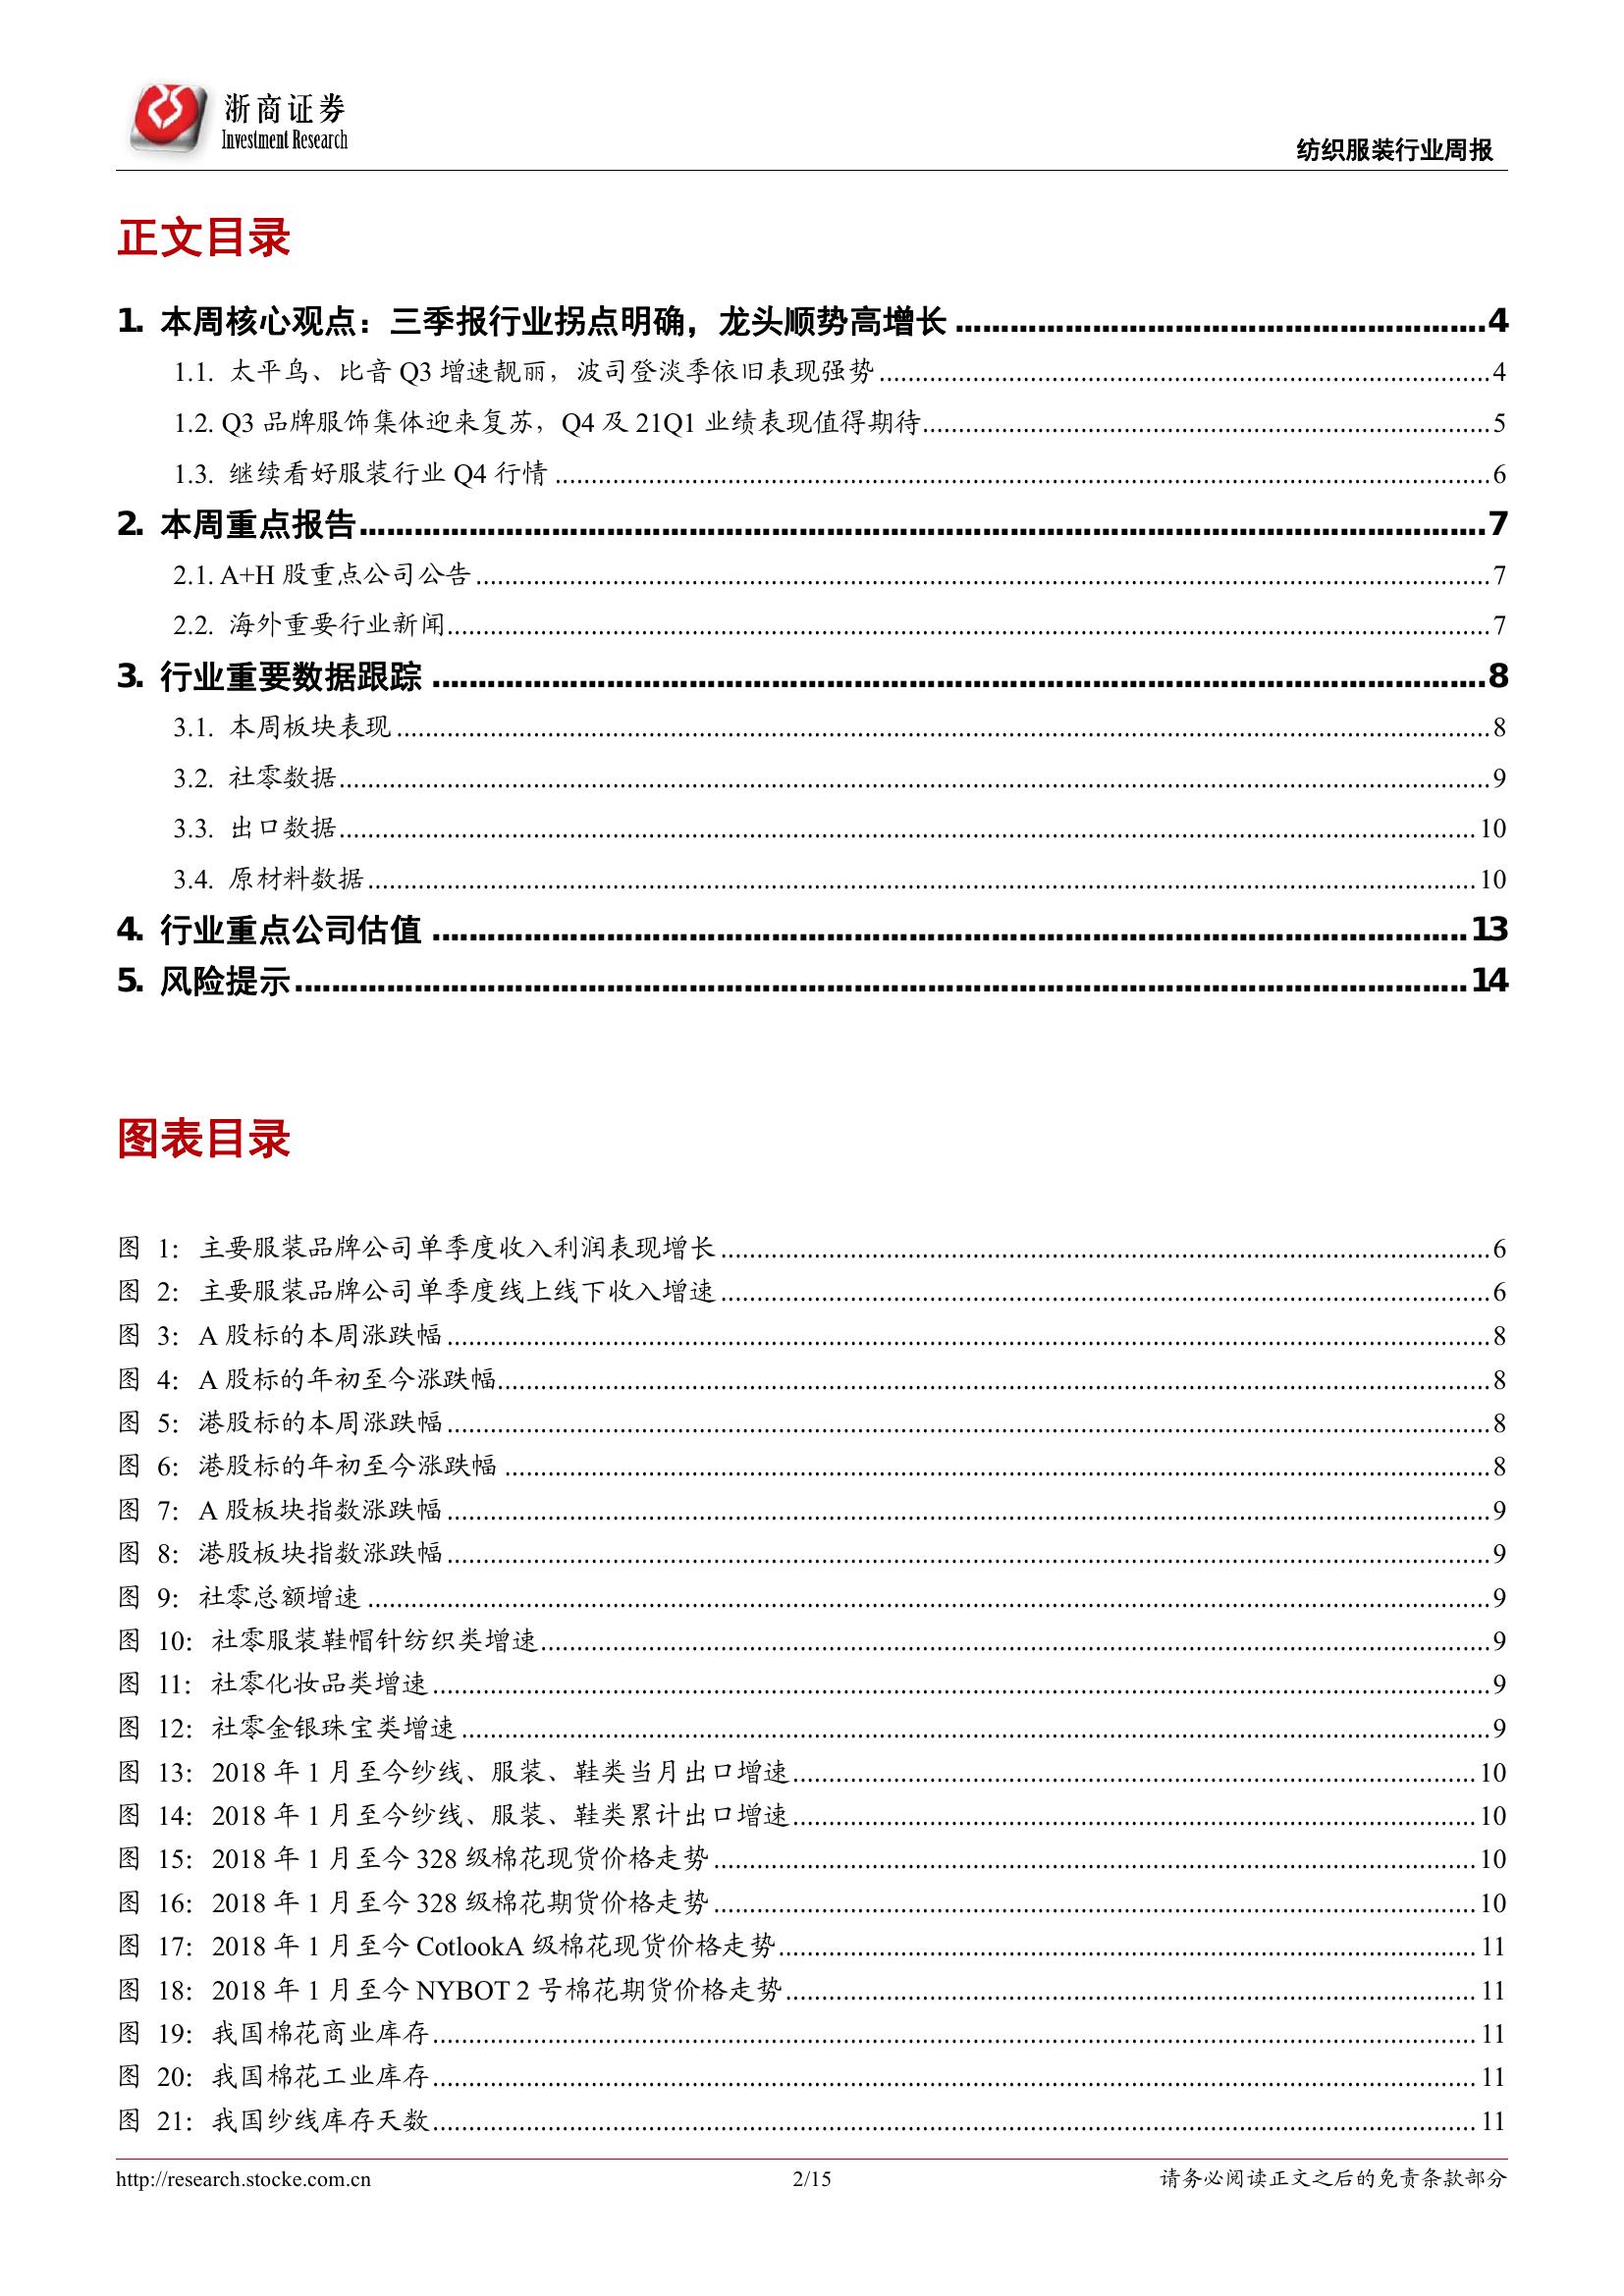 浙商证券
Investment Research
纺织服装行业周报
正文目录
1. 本周核心观点：三季报行业拐点明确，龙头顺势高增长 ........ 4
1.1. 太平鸟、比音 Q3 增速靓丽，波司登淡季依旧表现强势 ........ 4
1.2. Q3 品牌服饰集体迎来复苏，Q4 及 21Q1 业绩表现值得期待 ........ 5
1.3. 继续看好服装行业 Q4 行情 ........ 6
2. 本周重点报告 ........ 7
2.1. A+H 股重点公司公告 ........ 7
2.2. 海外重要行业新闻 ........ 7
3. 行业重要数据跟踪 ........ 8
3.1. 本周板块表现 ........ 8
3.2. 社零数据 ........ 9
3.3. 出口数据 ........ 10
3.4. 原材料数据 ........ 10
4. 行业重点公司估值 ........ 13
5. 风险提示 ........ 14
图表目录
图 1：主要服装品牌公司单季度收入利润表现增长 ........ 6
图 2：主要服装品牌公司单季度线上线下收入增速 ........ 6
图 3：A 股标的本周涨跌幅 ........ 8
图 4：A 股标的年初至今涨跌幅 ........ 8
图 5：港股标的本周涨跌幅 ........ 8
图 6：港股标的年初至今涨跌幅 ........ 8
图 7：A 股板块指数涨跌幅 ........ 9
图 8：港股板块指数涨跌幅 ........ 9
图 9：社零总额增速 ........ 9
图 10：社零服装鞋帽针纺织类增速 ........ 9
图 11：社零化妆品类增速 ........ 9
图 12：社零金银珠宝类增速 ........ 9
图 13：2018 年 1 月至今纱线、服装、鞋类当月出口增速 ........ 10
图 14：2018 年 1 月至今纱线、服装、鞋类累计出口增速 ........ 10
图 15：2018 年 1 月至今 328 级棉花现货价格走势 ........ 10
图 16：2018 年 1 月至今 328 级棉花期货价格走势 ........ 10
图 17：2018 年 1 月至今 CotlookA 级棉花现货价格走势 ........ 11
图 18：2018 年 1 月至今 NYBOT 2 号棉花期货价格走势 ........ 11
图 19：我国棉花商业库存 ........ 11
图 20：我国棉花工业库存 ........ 11
图 21：我国纱线库存天数 ........ 11
http://research.stocke.com.cn 2/15 请务必阅读正文之后的免责条款部分